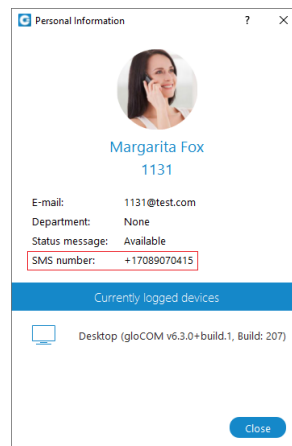 Personal Information
Margarita Fox
1131
E-mail: 1131@test.com
Department: None
Status message: Available
SMS number: +17089070415
Currently logged devices
Desktop (gloCOM v6.3.0+build.1, Build: 207)
Close